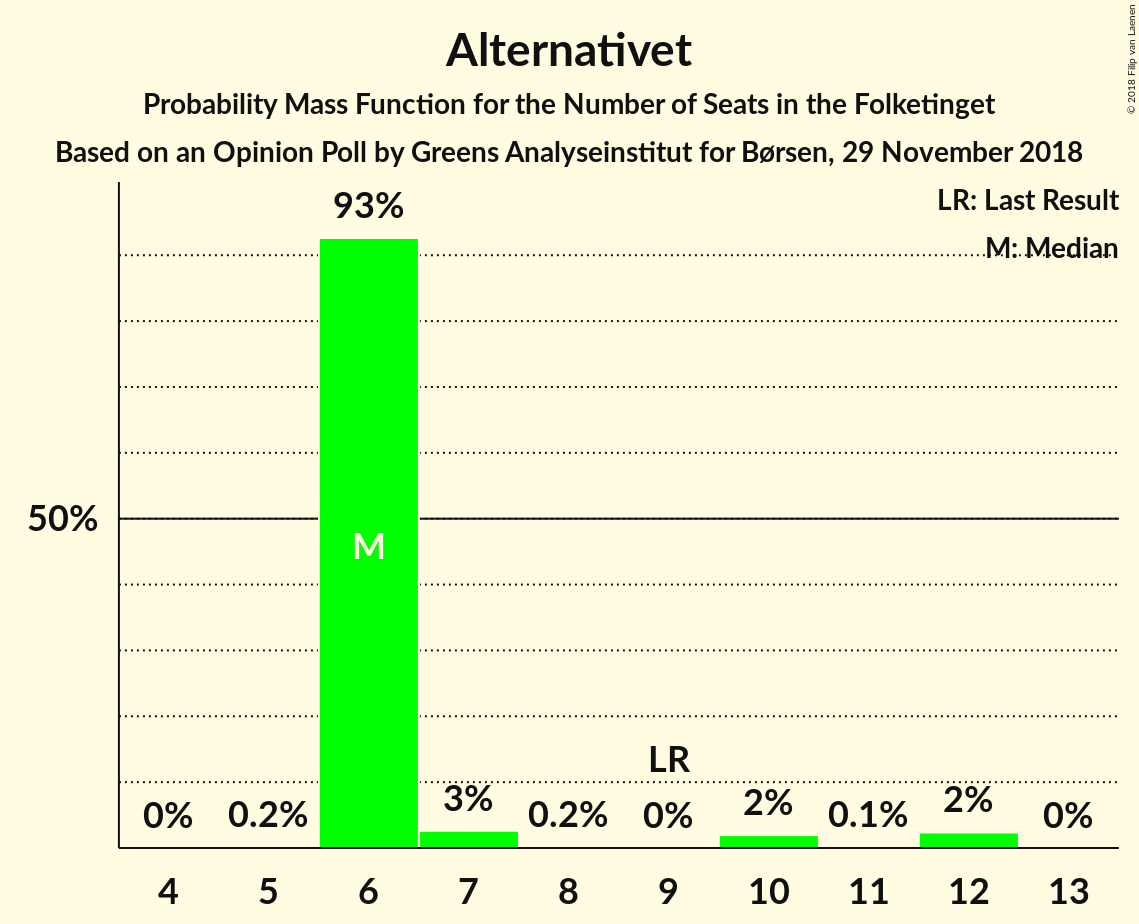 Alternativet
Probability Mass Function for the Number of Seats in the Folketinget
Based on an Opinion Poll by Greens Analyseinstitut for Børsen, 29 November 2018
© 2018 Filip van Laenen
LR: Last Result
M: Median
93%
50%
M
LR
0% 0.2% 3% 0.2% 0% 2% 0.1% 2% 0%
4 5 6 7 8 9 10 11 12 13